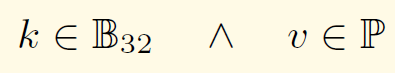 k ∈ 𝔹₃₂ ∧ v ∈ ℙ